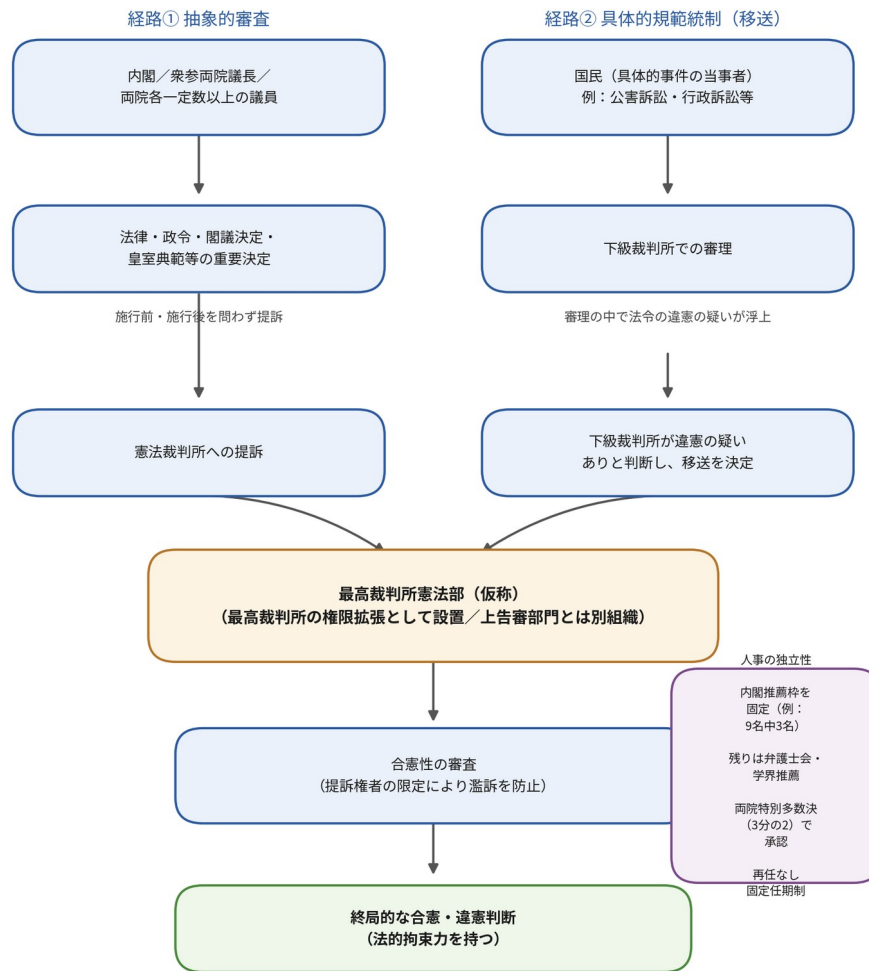 経路① 抽象的審査
内閣／衆参両院議長／
両院各一定数以上の議員
法律・政令・閣議決定・
皇室典範等の重要決定
施行前・施行後を問わず提訴
憲法裁判所への提訴
経路② 具体的規範統制（移送）
国民（具体的事件の当事者）
例：公害訴訟・行政訴訟等
下級裁判所での審理
審理の中で法令の違憲の疑いが浮上
下級裁判所が違憲の疑い
ありと判断し、移送を決定
最高裁判所憲法部（仮称）
（最高裁判所の権限拡張として設置／上告審部門とは別組織）
合憲性の審査
（提訴権者の限定により濫訴を防止）
人事の独立性
内閣推薦枠を
固定（例：
9名中3名）
残りは弁護士会・
学界推薦
両院特別多数決
（3分の2）で
承認
再任なし
固定任期制
終局的な合憲・違憲判断
（法的拘束力を持つ）